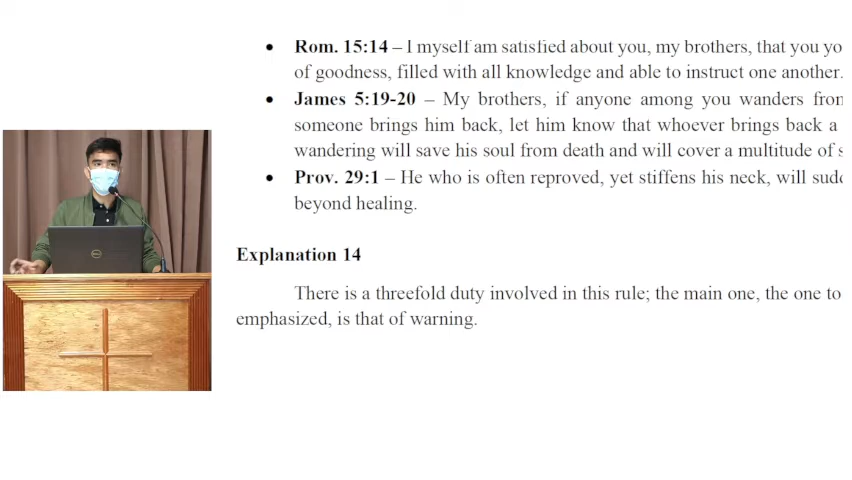 • Rom. 15:14 – I myself am satisfied about you, my brothers, that you
of goodness, filled with all knowledge and able to instruct one another.
• James 5:19-20 – My brothers, if anyone among you wanders
someone brings him back, let him know that whoever brings back a
wandering will save his soul from death and will cover a multitude of
• Prov. 29:1 – He who is often reproved, yet stiffens his neck, will
beyond healing.
Explanation 14
There is a threefold duty involved in this rule; the main one, the one to
emphasized, is that of warning.